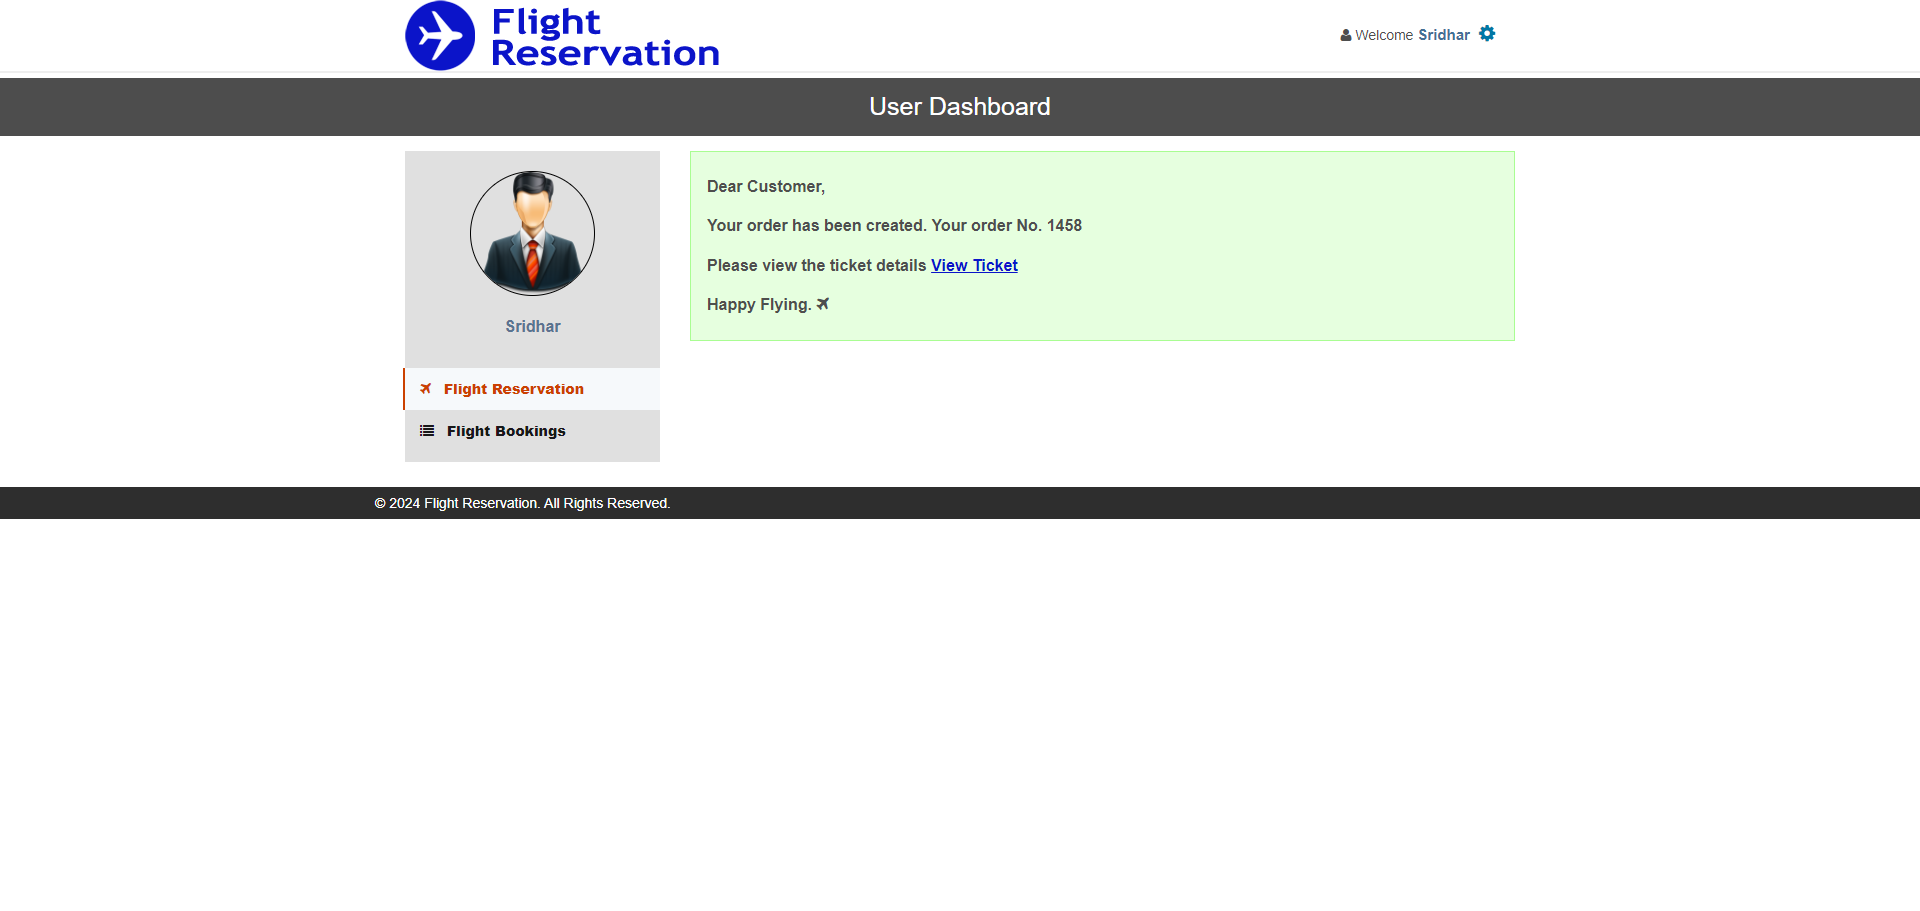 Flight
Reservation
Welcome Sridhar
User Dashboard
Sridhar
Flight Reservation
Flight Bookings
Dear Customer,
Your order has been created. Your order No. 1458
Please view the ticket details View Ticket
Happy Flying.
© 2024 Flight Reservation. All Rights Reserved.